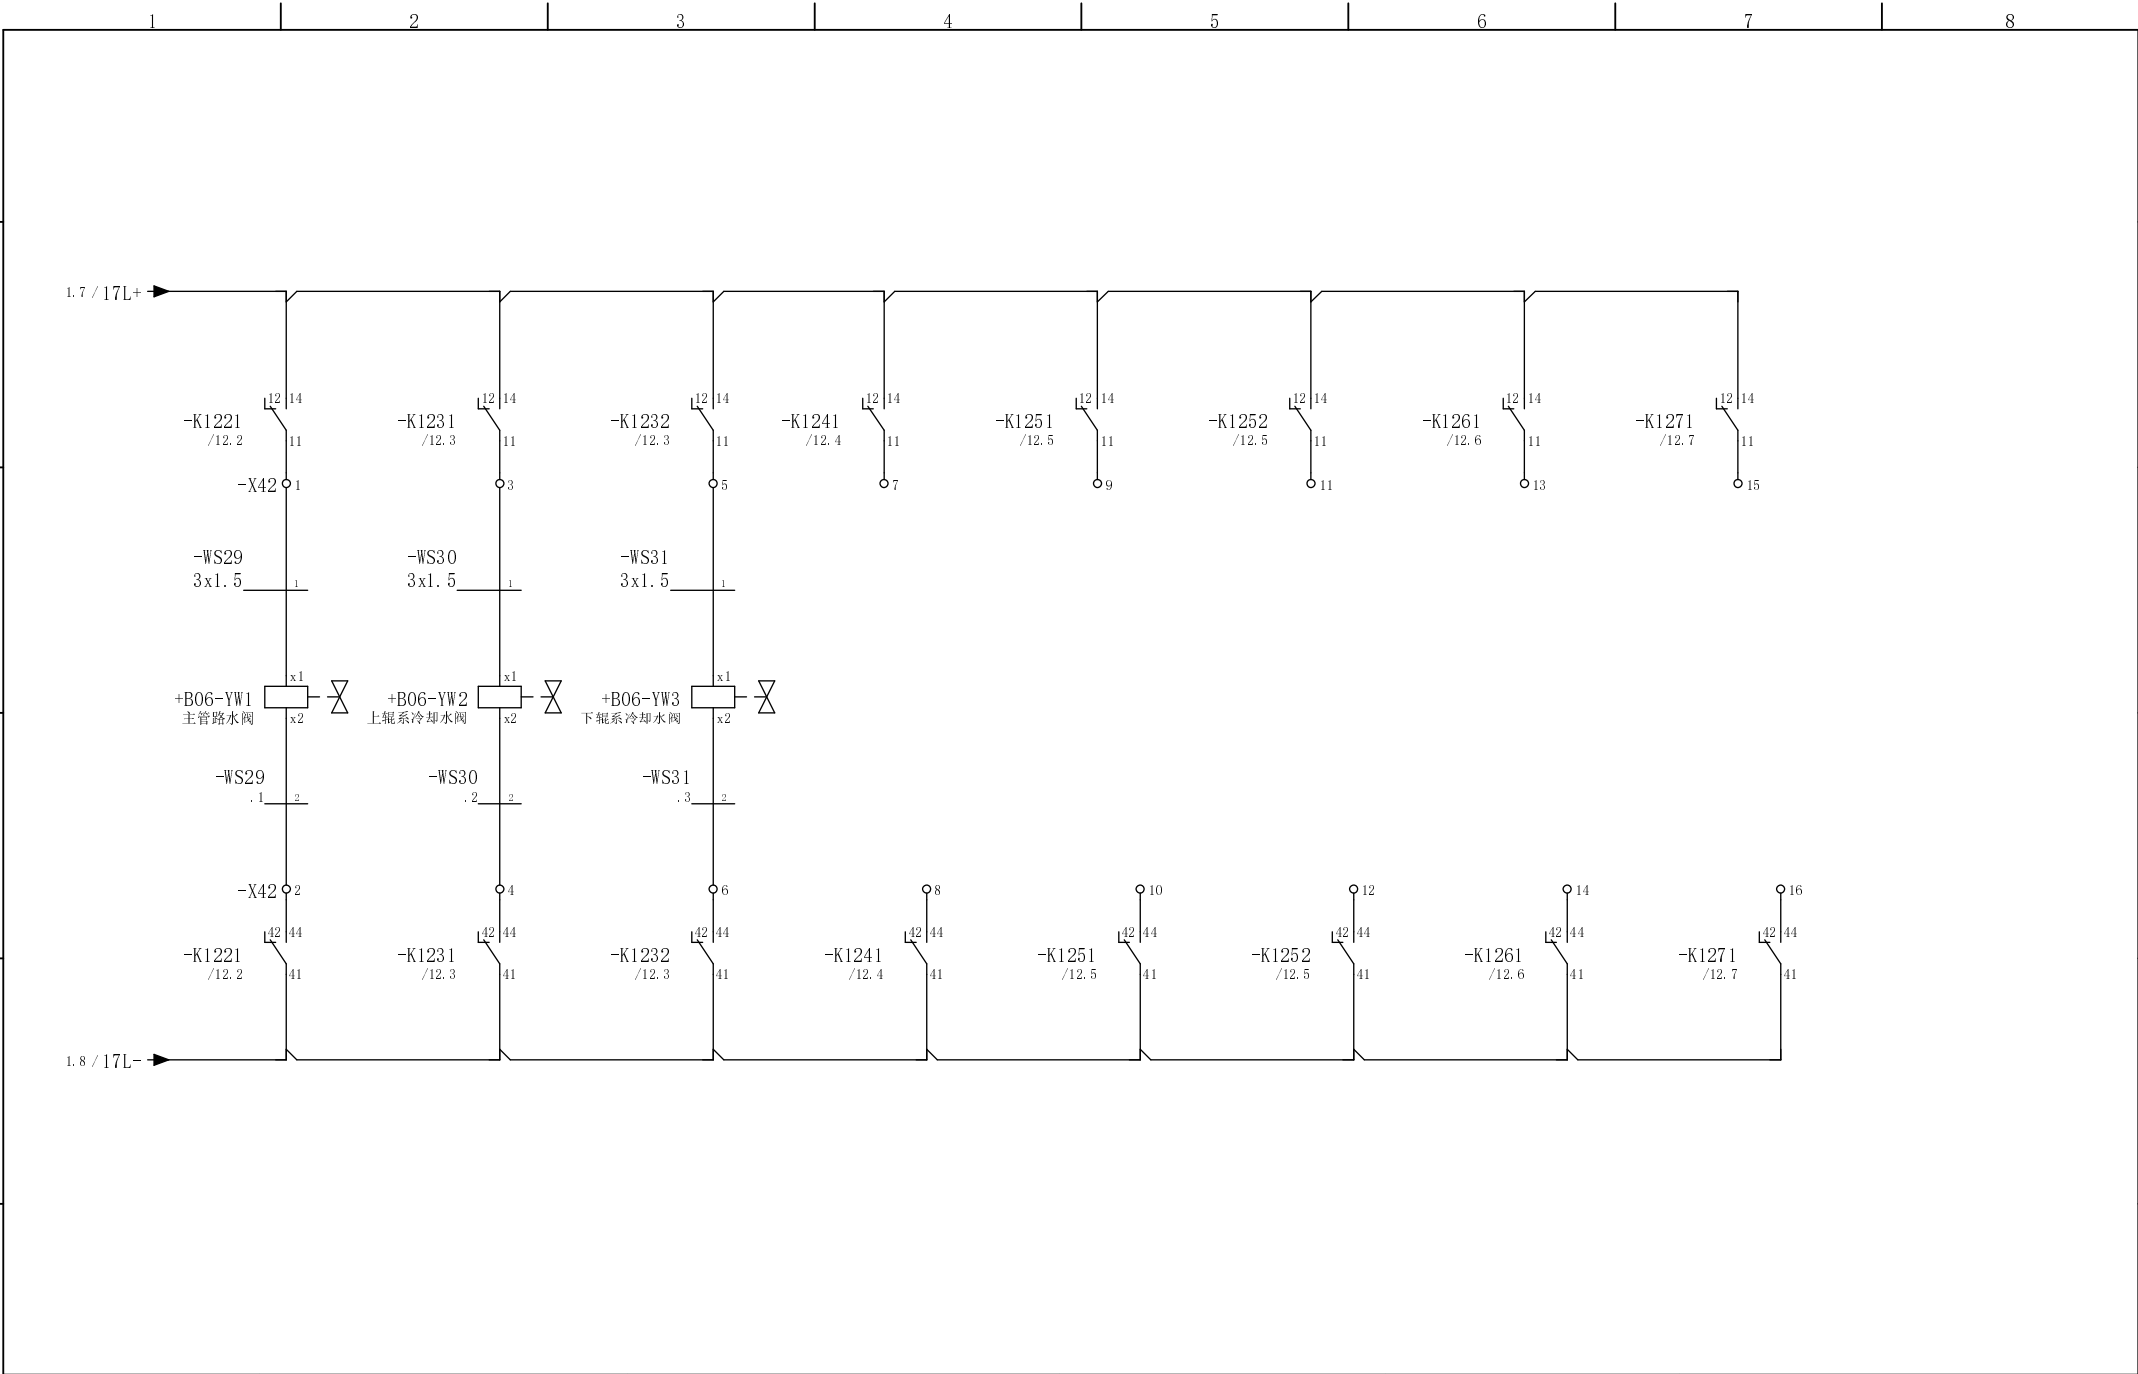 1 2 3 4 5 6 7 8
1.7 / 17L+
12 14 12 14 12 14 12 14 12 14 12 14 12 14 12 14
-K1221 -K1231 -K1232 -K1241 -K1251 -K1252 -K1261 -K1271
/12.2 11 /12.3 11 /12.3 11 /12.4 11 /12.5 11 /12.5 11 /12.6 11 /12.7 11
-X42 1 3 5 7 9 11 13 15
-WS29 -WS30 -WS31
3x1.5 1 3x1.5 1 3x1.5 1
x1 x1 x1
+B06-YW1 +B06-YW2 +B06-YW3
主管路水阀 x2 上辊系冷却水阀 x2 下辊系冷却水阀 x2
-WS29 -WS30 -WS31
.1 2 .2 2 .3 2
-X42 2 4 6 8 10 12 14 16
42 44 42 44 42 44 42 44 42 44 42 44 42 44 42 44
-K1221 -K1231 -K1232 -K1241 -K1251 -K1252 -K1261 -K1271
/12.2 41 /12.3 41 /12.3 41 /12.4 41 /12.5 41 /12.5 41 /12.6 41 /12.7 41
1.8 / 17L-